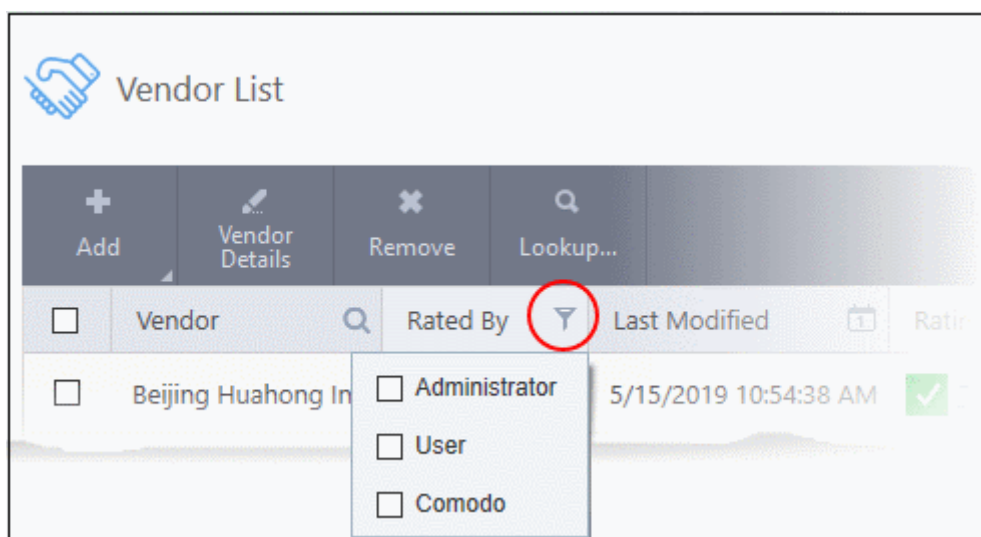 Vendor List
Add
Vendor
Details
Remove
Lookup...
Vendor
Rated By
Last Modified
Beijing Huahong In
5/15/2019 10:54:38 AM
Administrator
User
Comodo